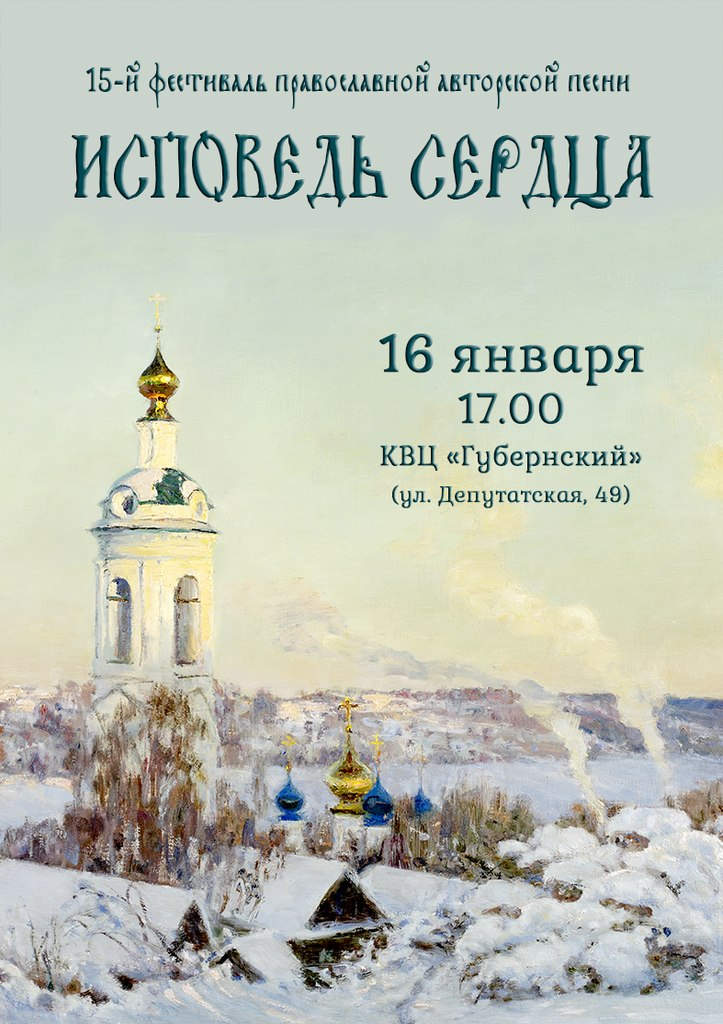 15-й фестиваль православной авторской песни
ИСПОВЕДЬ СЕРДЦА
16 января
17.00
КВЦ «Губернский»
(ул. Депутатская, 49)